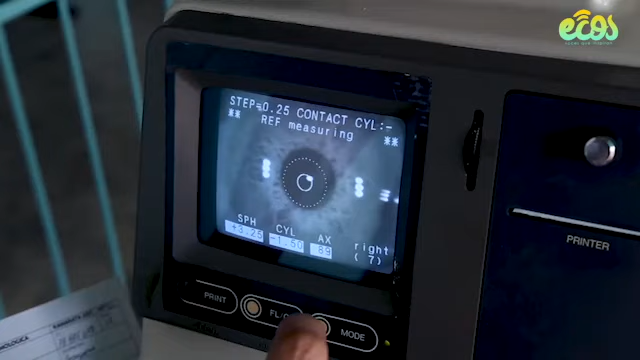 ecos
STEP=0.25 CONTACT CYL:-
** REF measuring **
SPH CYL AX
+3.25 -1.50 89
right
( 7)
PRINT
MODE
PRINTER